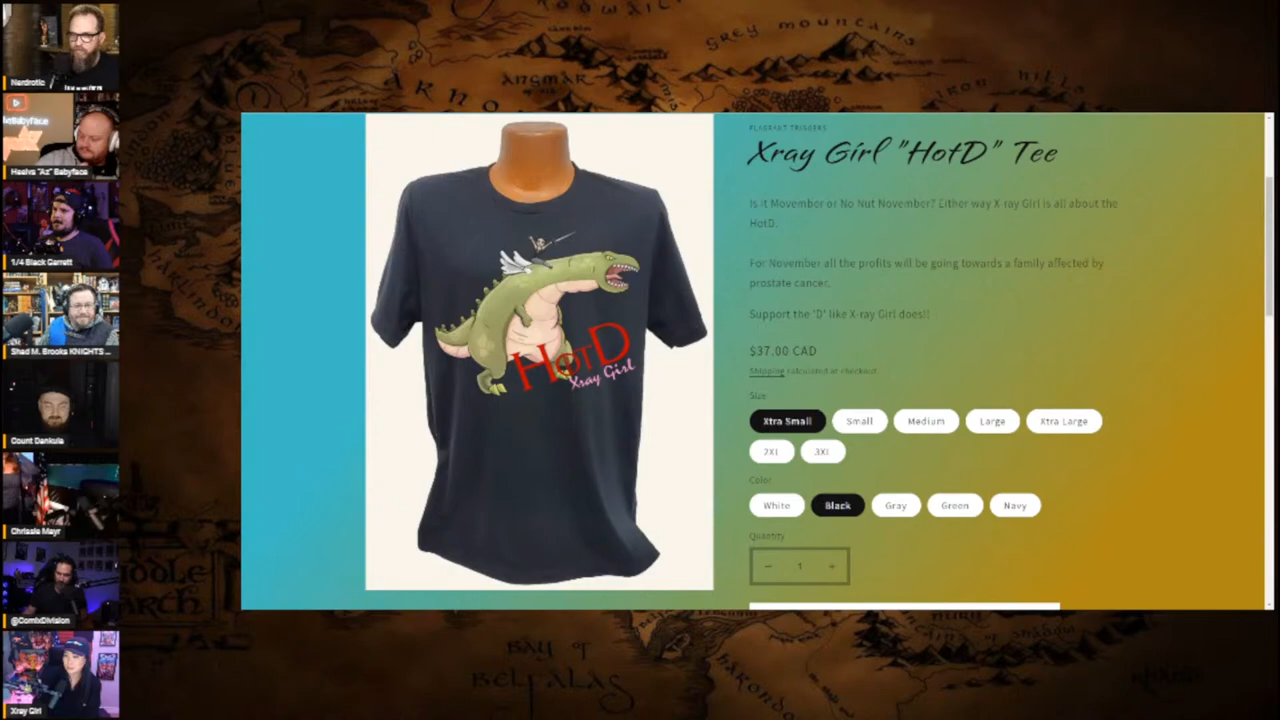 Nerdrotic
Heelvs "Az" Babyface
1/4 Black Garrett
Shad M. Brooks KNIGHTS ...
Count Dankula
Chrissie Mayr
@ComixDivision
Xray Girl
GREY MOUNTAINS
ANGMAR
FLAGRANT TRIGGERS
Xray Girl "HotD" Tee
Is it Movember or No Nut November? Either way X-ray Girl is all about the
HotD.
For November all the profits will be going towards a family affected by
prostate cancer.
Support the 'D' like X-ray Girl does!!
$37.00 CAD
Shipping calculated at checkout.
Size
Xtra Small
Small
Medium
Large
Xtra Large
2XL
3XL
Color
White
Black
Gray
Green
Navy
Quantity
− 1 +
HotD
Xray Girl
BAY OF
BELFALAS